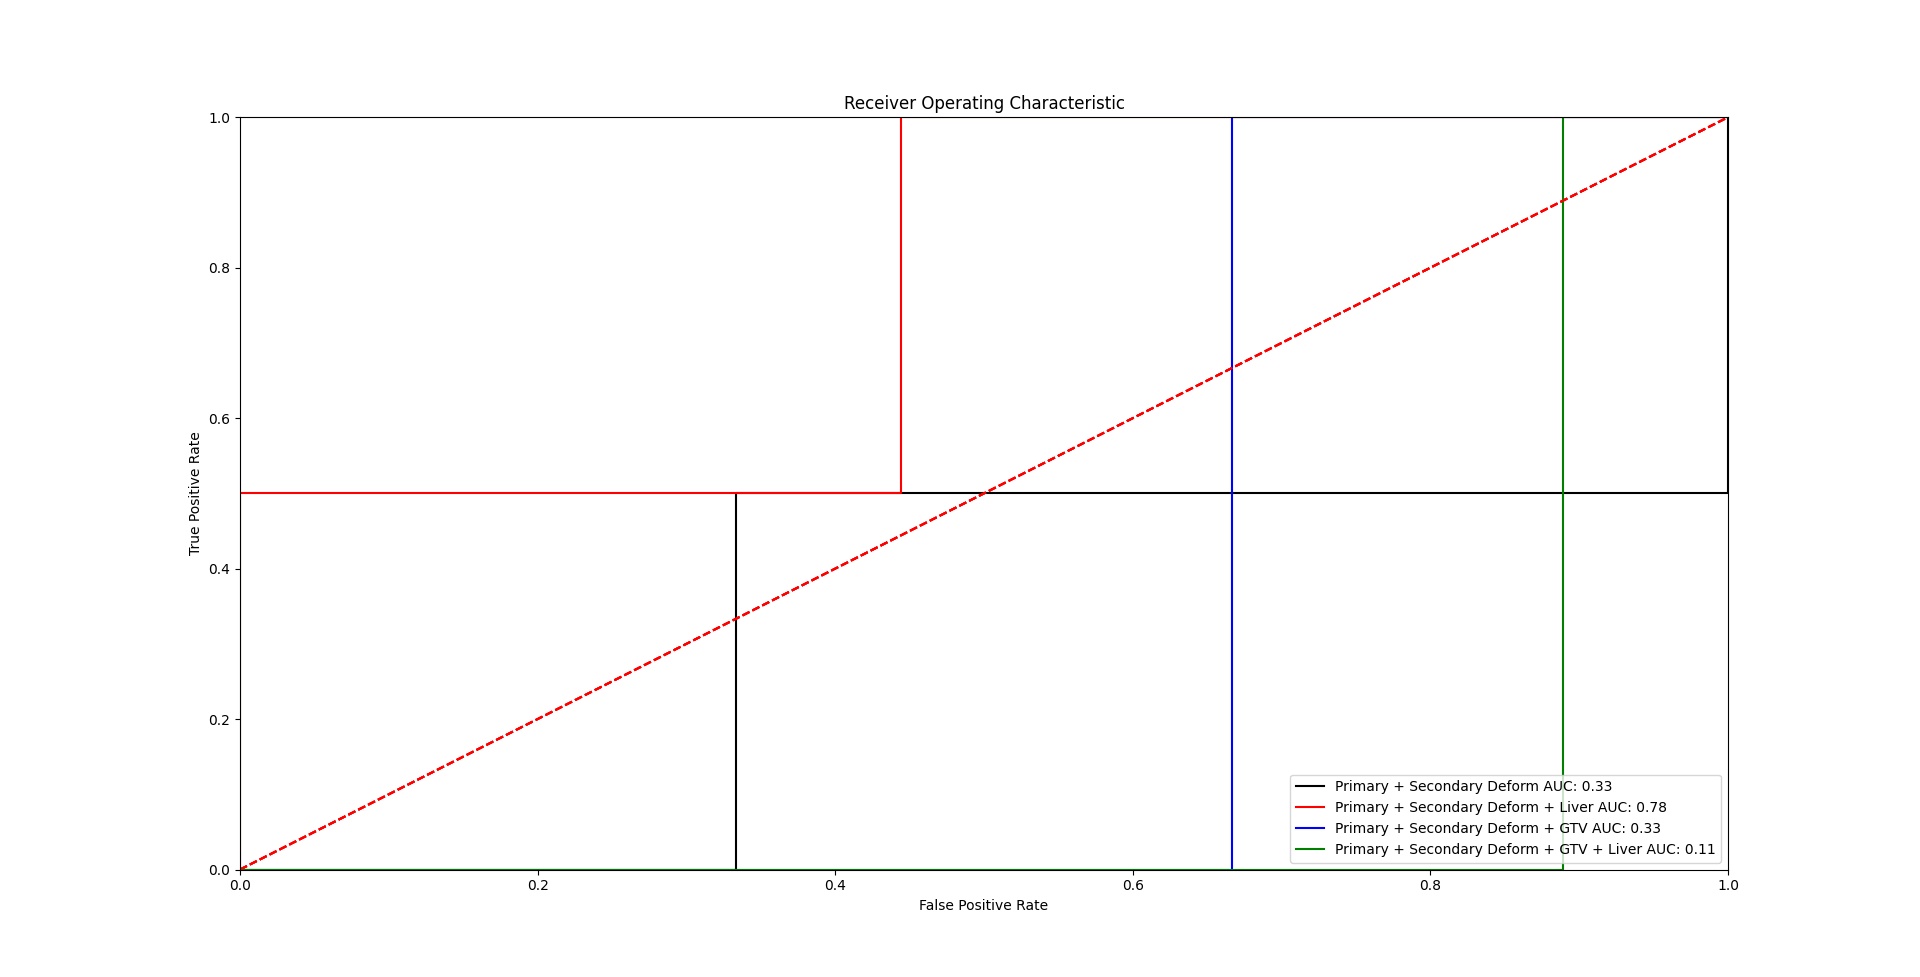 Receiver Operating Characteristic
1.0
0.8
0.6
0.4
0.2
0.0
True Positive Rate
0.0 0.2 0.4 0.6 0.8 1.0
False Positive Rate
Primary + Secondary Deform AUC: 0.33
Primary + Secondary Deform + Liver AUC: 0.78
Primary + Secondary Deform + GTV AUC: 0.33
Primary + Secondary Deform + GTV + Liver AUC: 0.11